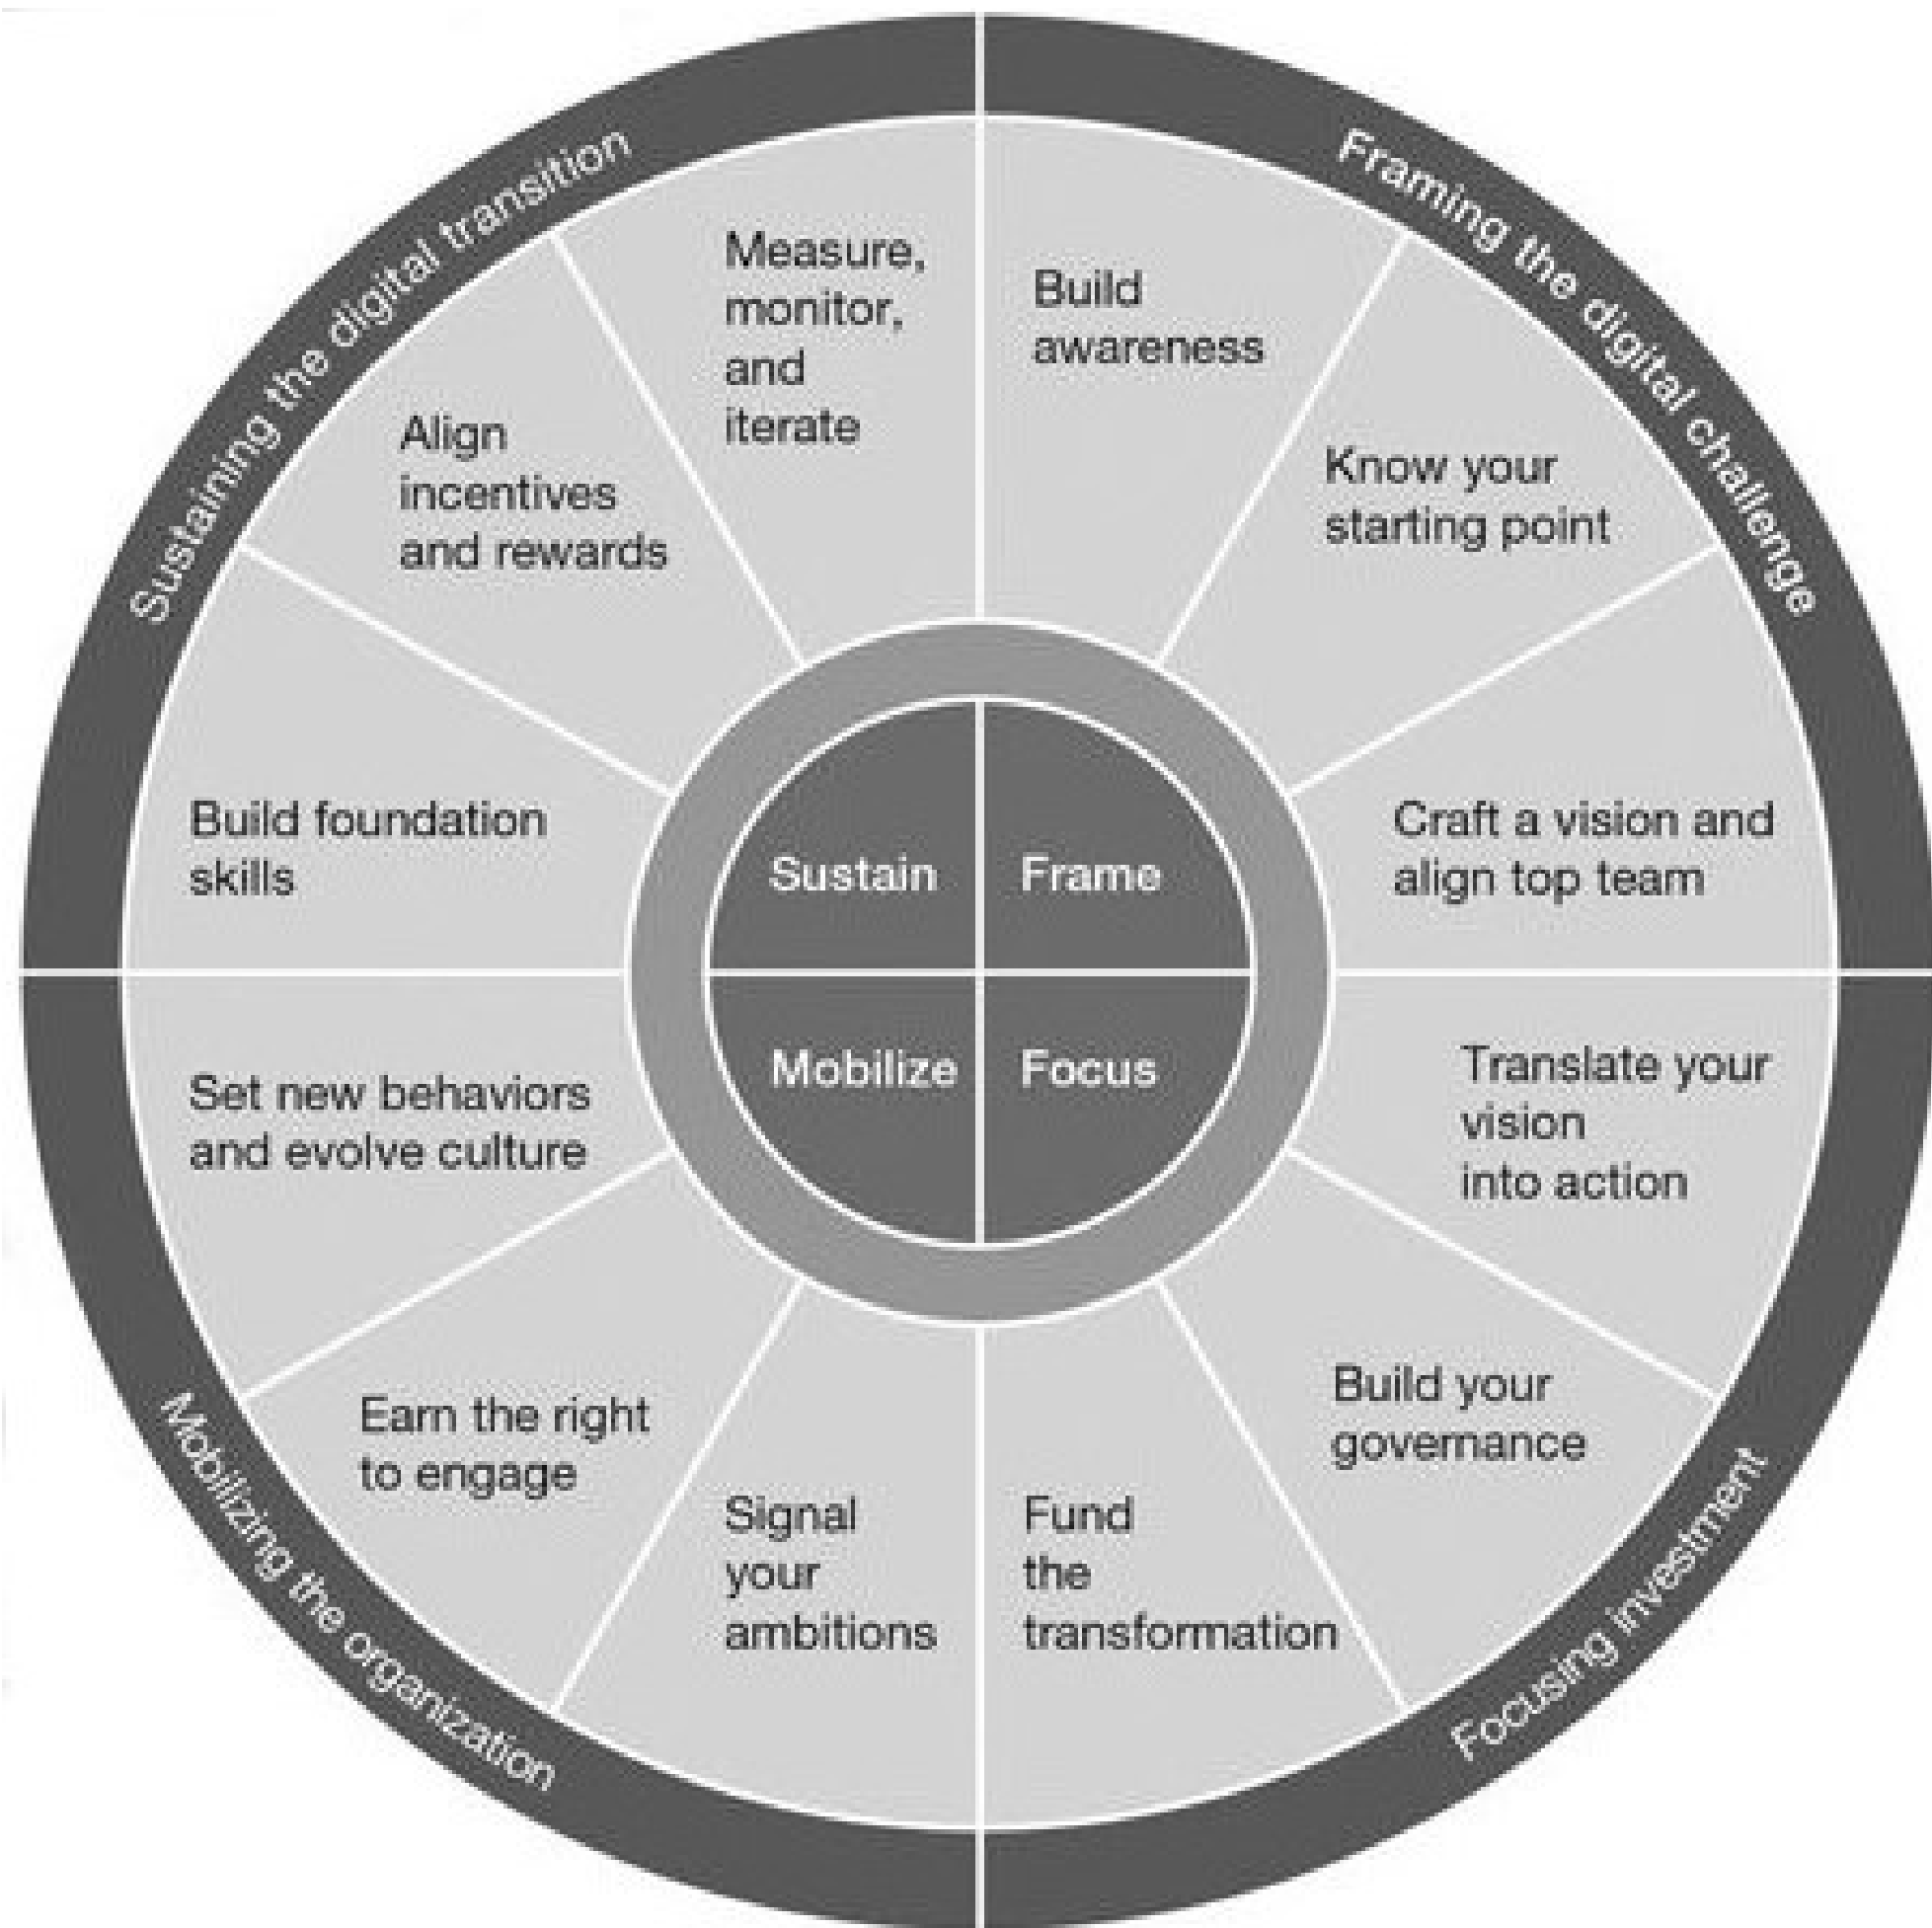 Framing the digital challenge
Build
awareness
Know your
starting point
Craft a vision and
align top team
Focusing investment
Translate your
vision
into action
Build your
governance
Fund
the
transformation
Mobilizing the organization
Signal
your
ambitions
Earn the right
to engage
Set new behaviors
and evolve culture
Sustaining the digital transition
Build foundation
skills
Align
incentives
and rewards
Measure,
monitor,
and
iterate
Sustain
Frame
Mobilize
Focus